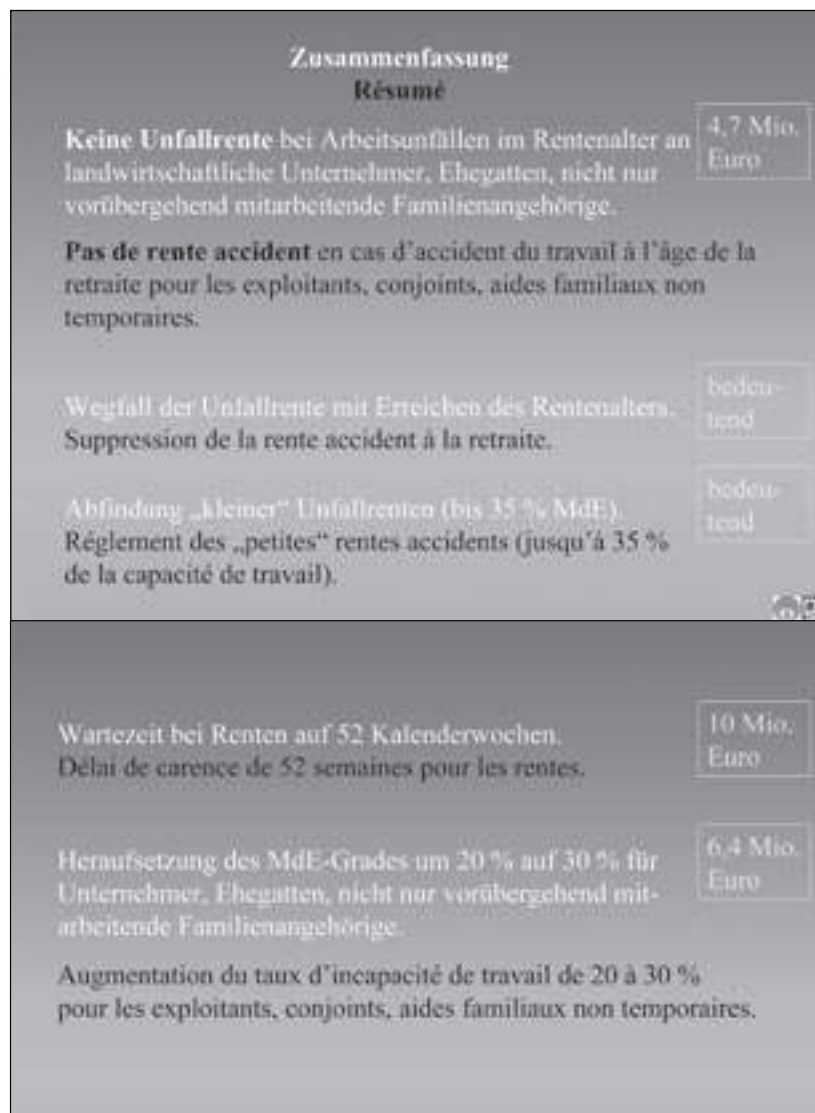 Zusammenfassung
Résumé
Keine Unfallrente bei Arbeitsunfällen im Rentenalter an
landwirtschaftliche Unternehmer, Ehegatten, nicht nur
vorübergehend mitarbeitende Familienangehörige.
4,7 Mio.
Euro
Pas de rente accident en cas d'accident du travail à l'âge de la
retraite pour les exploitants, conjoints, aides familiaux non
temporaires.
Wegfall der Unfallrente mit Erreichen des Rentenalters.
Suppression de la rente accident à la retraite.
bedeu-
tend
Abfindung „kleiner“ Unfallrenten (bis 35 % MdE).
Réglement des „petites“ rentes accidents (jusqu'à 35 %
de la capacité de travail).
bedeu-
tend
Wartezeit bei Renten auf 52 Kalenderwochen.
Délai de carence de 52 semaines pour les rentes.
10 Mio.
Euro
Heraufsetzung des MdE-Grades um 20 % auf 30 % für
Unternehmer, Ehegatten, nicht nur vorübergehend mit-
arbeitende Familienangehörige.
6,4 Mio.
Euro
Augmentation du taux d'incapacité de travail de 20 à 30 %
pour les exploitants, conjoints, aides familiaux non temporaires.